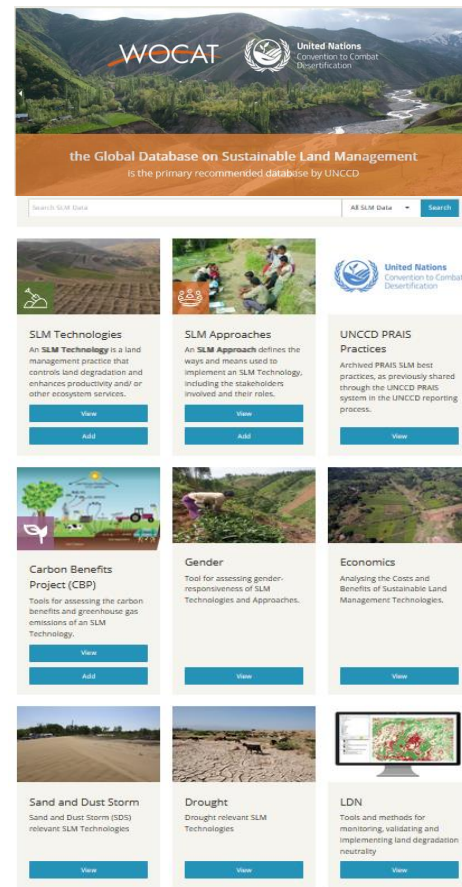 WOCAT
United Nations
Convention to Combat
Desertification
the Global Database on Sustainable Land Management
is the primary recommended database by UNCCD
Search SLM Data
All SLM Data
Search
SLM Technologies
An SLM Technology is a land
management practice that
controls land degradation and
enhances productivity and/ or
other ecosystem services.
View
Add
SLM Approaches
An SLM Approach defines the
ways and means used to
implement an SLM Technology,
including the stakeholders
involved and their roles.
View
Add
United Nations
Convention to Combat
Desertification
UNCCD PRAIS
Practices
Archived PRAIS SLM best
practices, as previously shared
through the UNCCD PRAIS
system in the UNCCD reporting
process.
View
Carbon Benefits
Project (CBP)
Tools for assessing the carbon
benefits and greenhouse gas
emissions of an SLM
Technology.
View
Add
Gender
Tool for assessing gender-
responsiveness of SLM
Technologies and Approaches.
View
Economics
Analysing the Costs and
Benefits of Sustainable Land
Management Technologies.
View
Sand and Dust Storm
Sand and Dust Storm (SDS)
relevant SLM Technologies
View
Drought
Drought relevant SLM
Technologies
View
LDN
Tools and methods for
monitoring, validating and
implementing land degradation
neutrality
View